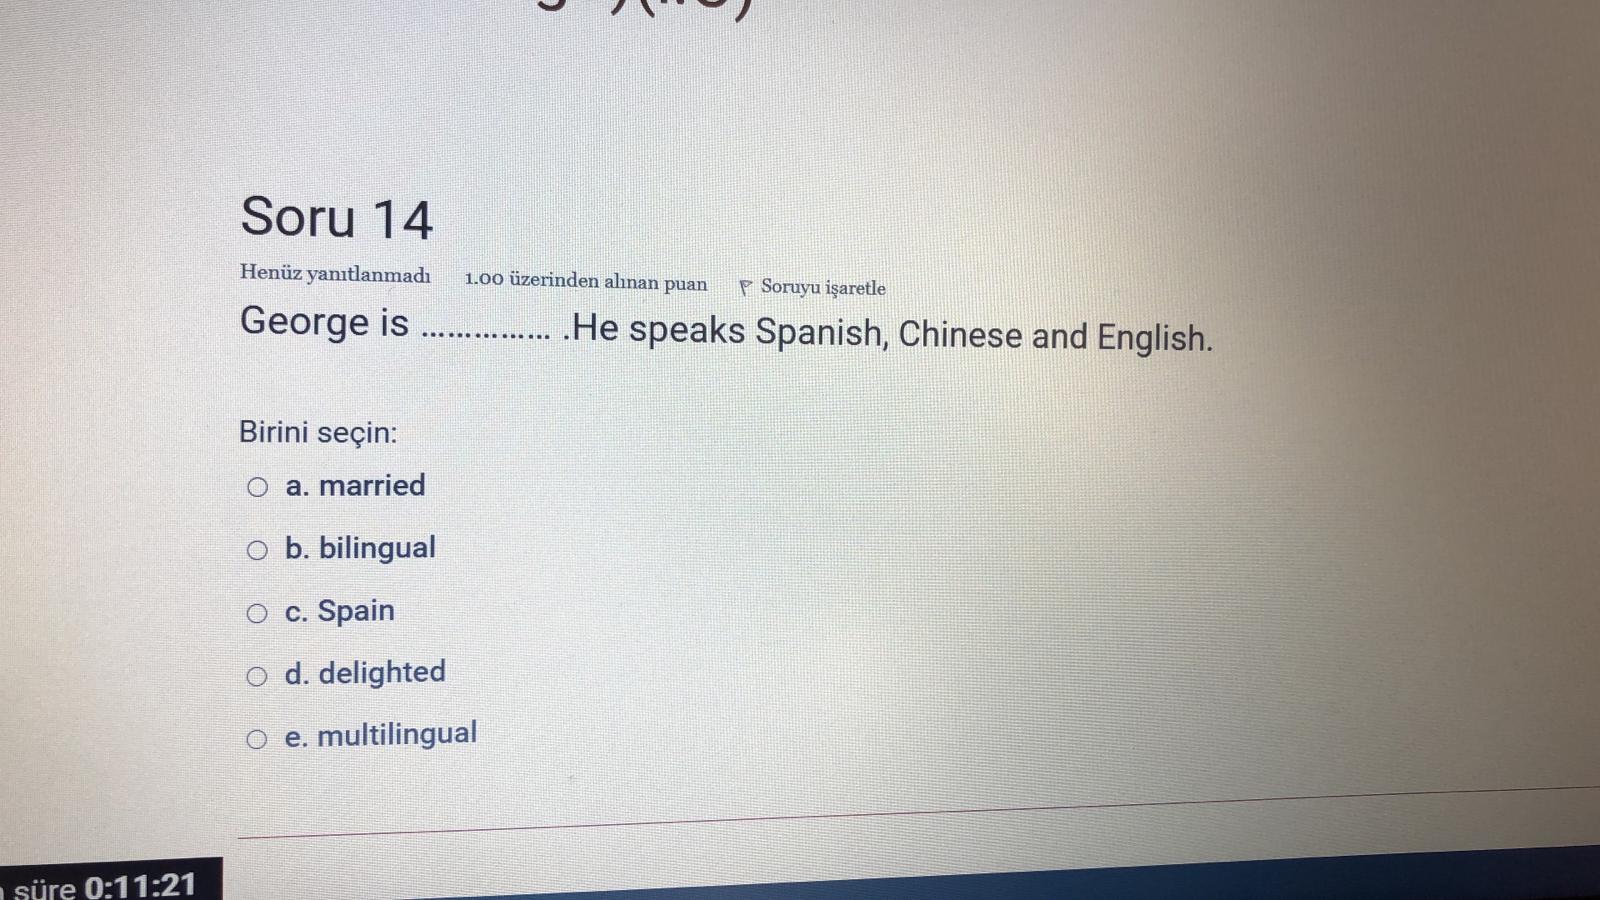 Soru 14
Henüz yanıtlanmadı 1.00 üzerinden alınan puan Soruyu işaretle
George is ............... .He speaks Spanish, Chinese and English.
Birini seçin:
a. married
b. bilingual
c. Spain
d. delighted
e. multilingual
süre 0:11:21